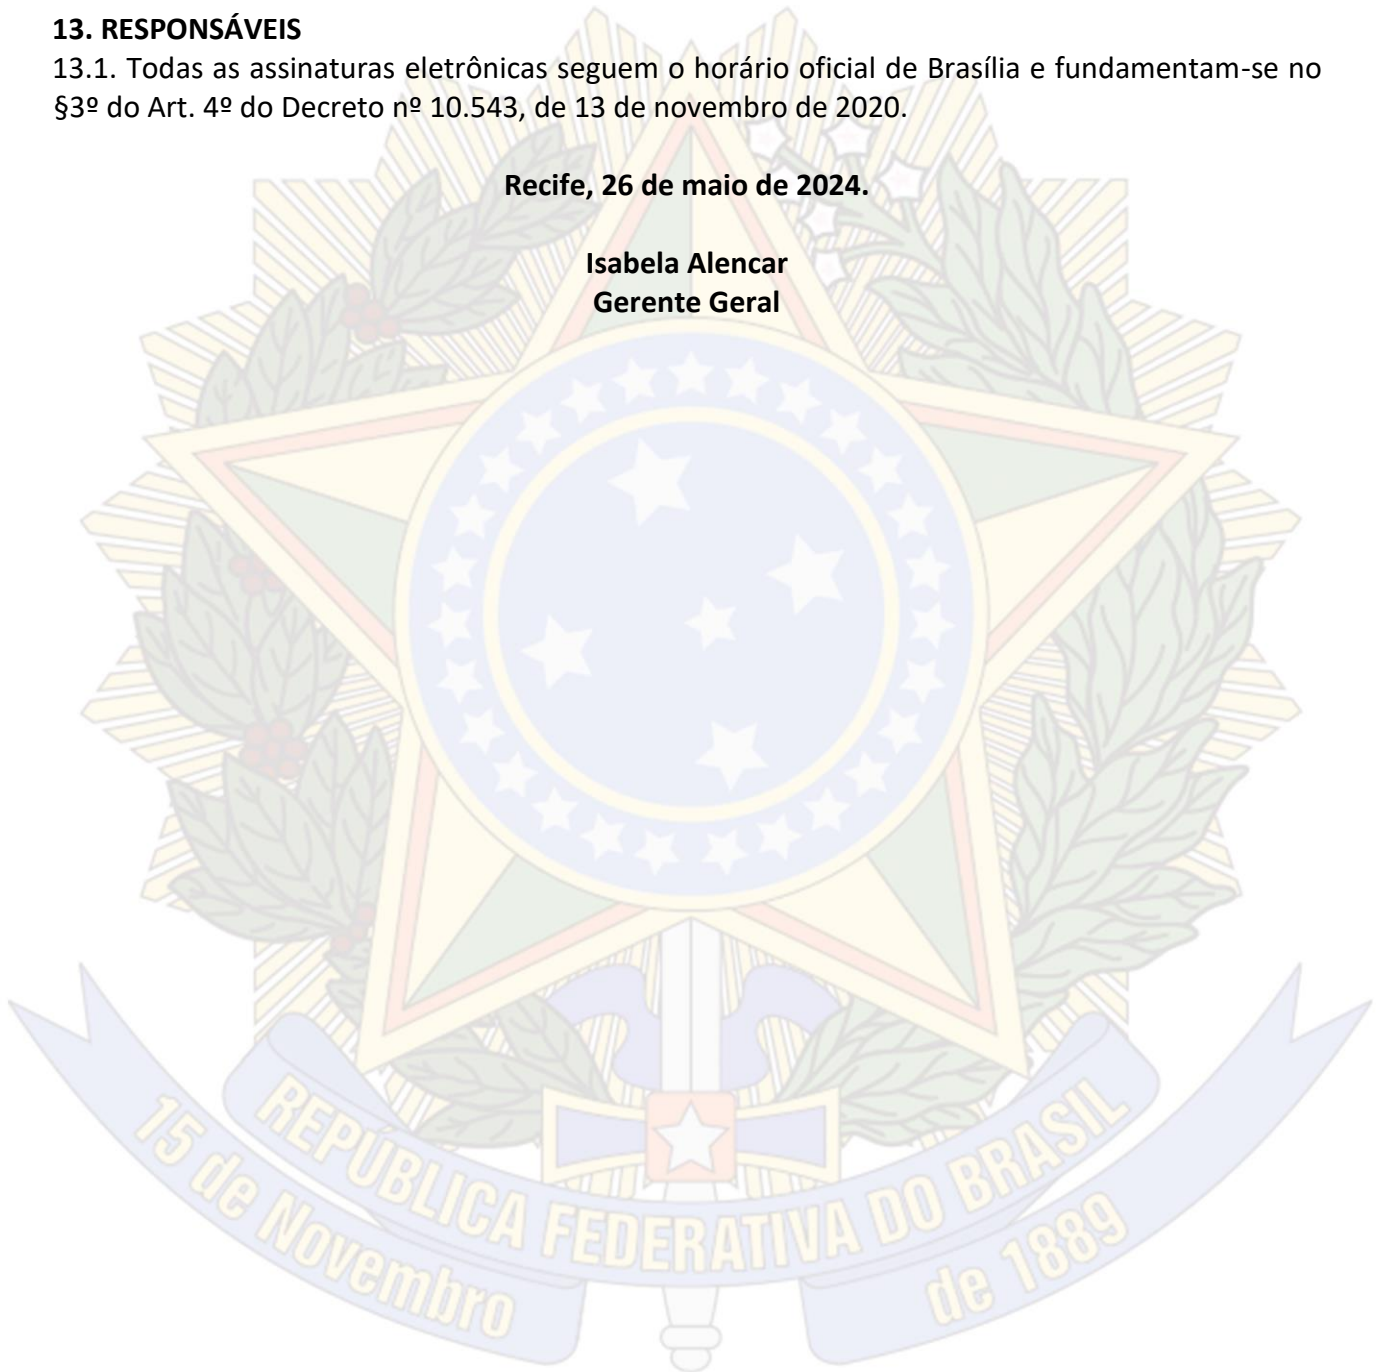 13. RESPONSÁVEIS
13.1. Todas as assinaturas eletrônicas seguem o horário oficial de Brasília e fundamentam-se no
§3º do Art. 4º do Decreto nº 10.543, de 13 de novembro de 2020.
Recife, 26 de maio de 2024.
Isabela Alencar
Gerente Geral
REPÚBLICA FEDERATIVA DO BRASIL
15 de Novembro
de 1889